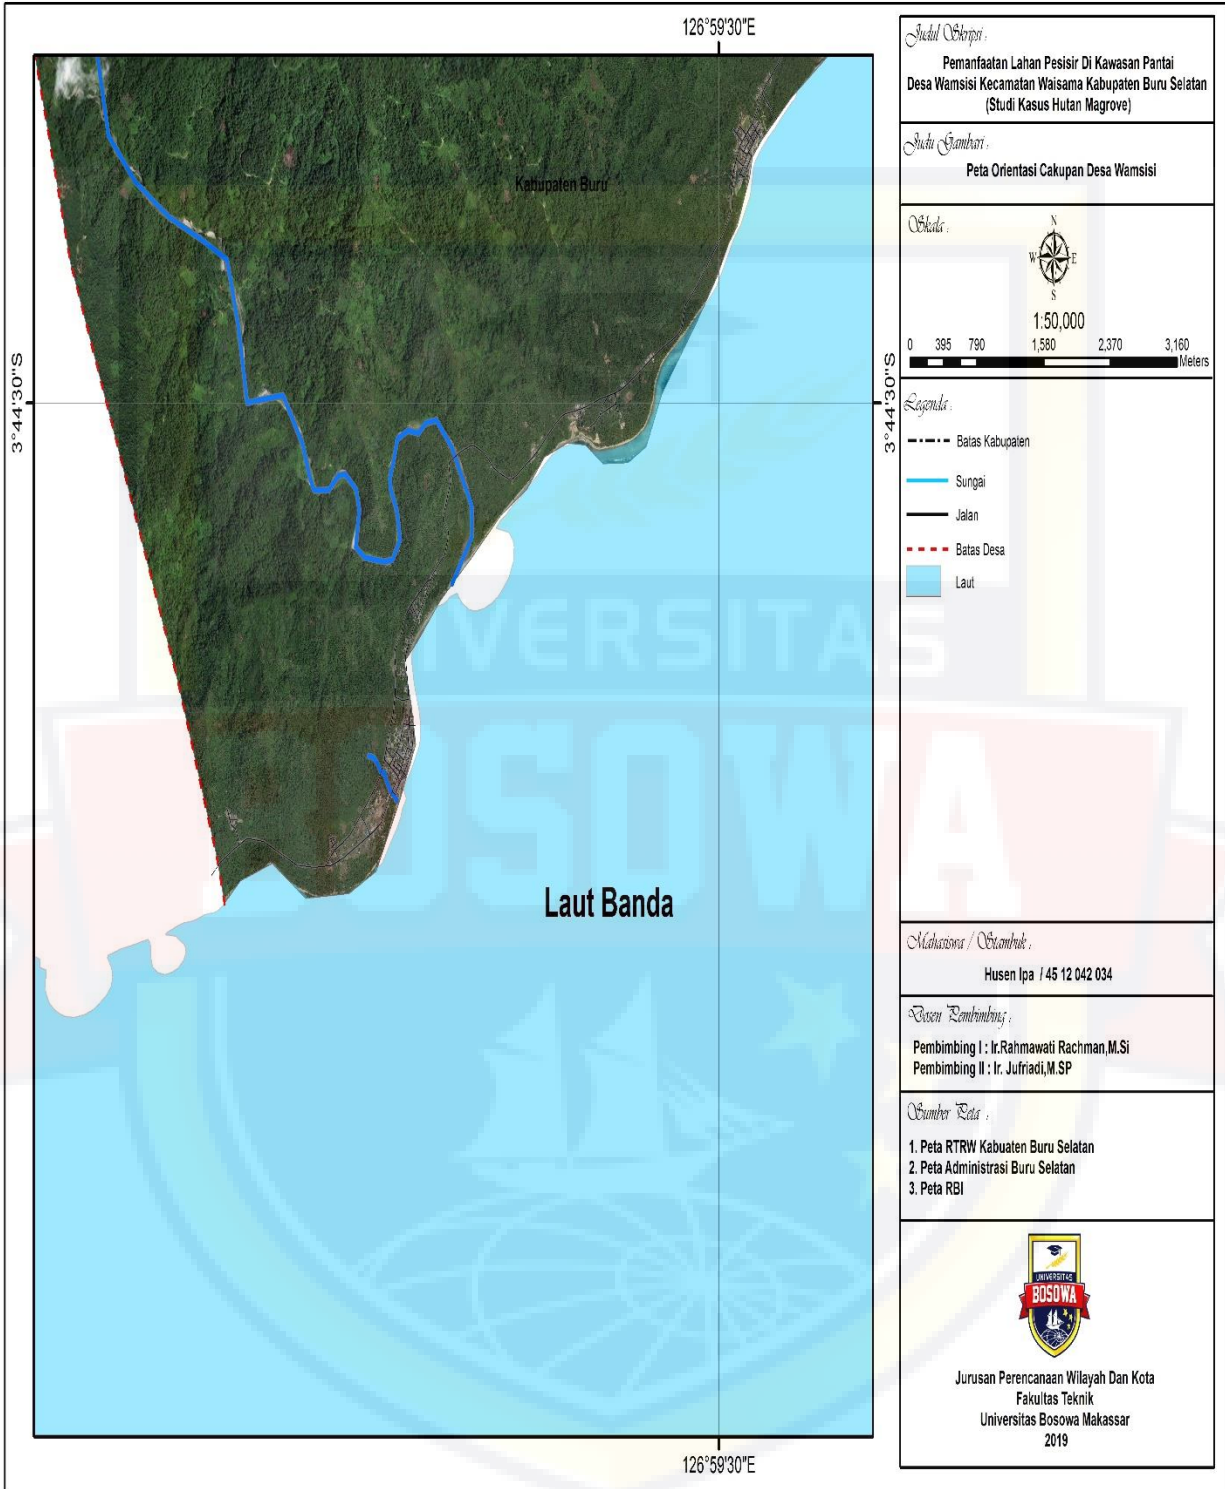 126°59'30"E
3°44'30"S
3°44'30"S
Kabupaten Buru
Laut Banda
126°59'30"E
Judul Skripsi :
Pemanfaatan Lahan Pesisir Di Kawasan Pantai
Desa Wamsisi Kecamatan Waisama Kabupaten Buru Selatan
(Studi Kasus Hutan Magrove)
Judu Gambari :
Peta Orientasi Cakupan Desa Wamsisi
Skala :
N
W E
S
1:50,000
0 395 790 1,580 2,370 3,160
Meters
Legenda :
Batas Kabupaten
Sungai
Jalan
Batas Desa
Laut
Mahasiswa / Stambuk :
Husen Ipa / 45 12 042 034
Dosen Pembimbing :
Pembimbing I : Ir.Rahmawati Rachman,M.Si
Pembimbing II : Ir. Jufriadi,M.SP
Sumber Peta :
1. Peta RTRW Kabuaten Buru Selatan
2. Peta Administrasi Buru Selatan
3. Peta RBI
UNIVERSITAS
BOSOWA
Jurusan Perencanaan Wilayah Dan Kota
Fakultas Teknik
Universitas Bosowa Makassar
2019
UNIVERSITAS
BOSOWA